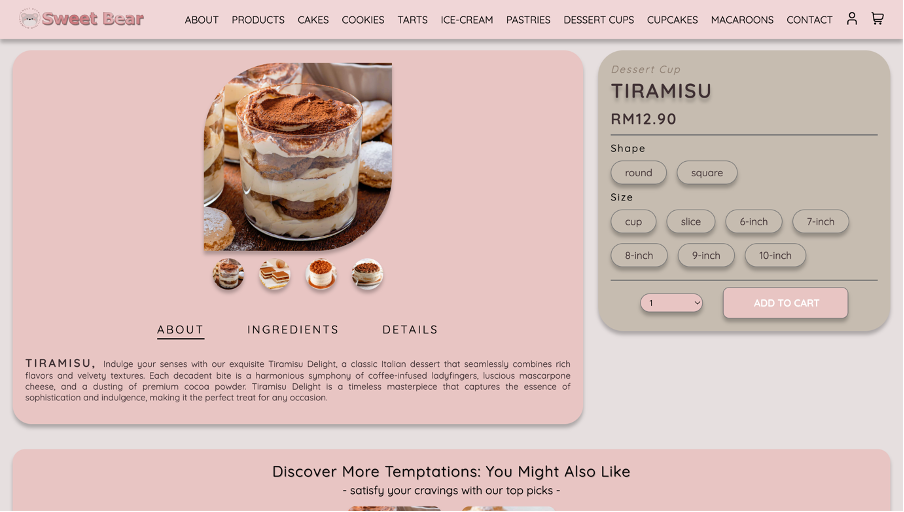 Sweet Bear
ABOUT PRODUCTS CAKES COOKIES TARTS ICE-CREAM PASTRIES DESSERT CUPS CUPCAKES MACAROONS CONTACT
Dessert Cup
TIRAMISU
RM12.90
Shape
round square
Size
cup slice 6-inch 7-inch
8-inch 9-inch 10-inch
1 ADD TO CART
ABOUT INGREDIENTS DETAILS
TIRAMISU, Indulge your senses with our exquisite Tiramisu Delight, a classic Italian dessert that seamlessly combines rich
flavors and velvety textures. Each decadent bite is a harmonious symphony of coffee-infused ladyfingers, luscious mascarpone
cheese, and a dusting of premium cocoa powder. Tiramisu Delight is a timeless masterpiece that captures the essence of
sophistication and indulgence, making it the perfect treat for any occasion.
Discover More Temptations: You Might Also Like
- satisfy your cravings with our top picks -